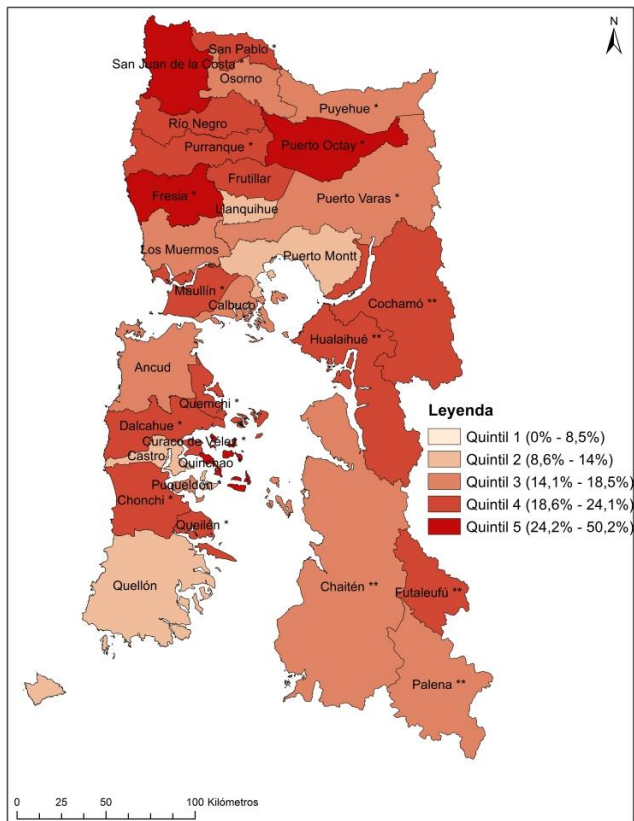 N
San Pablo *
San Juan de la Costa *
Osorno
Puyehue *
Río Negro
Puerto Octay *
Purranque *
Frutillar
Fresia *
Puerto Varas *
Llanquihue
Los Muermos
Puerto Montt
Maullín *
Cochamó **
Calbuco
Hualaihué **
Ancud
Quemchi *
Dalcahue *
Curaco de Vélez *
Castro
Quinchao
Puqueldón *
Chonchi *
Queilén *
Quellón
Chaitén **
Futaleufú **
Palena **
Leyenda
Quintil 1 (0% - 8,5%)
Quintil 2 (8,6% - 14%)
Quintil 3 (14,1% - 18,5%)
Quintil 4 (18,6% - 24,1%)
Quintil 5 (24,2% - 50,2%)
0 25 50 100 Kilómetros